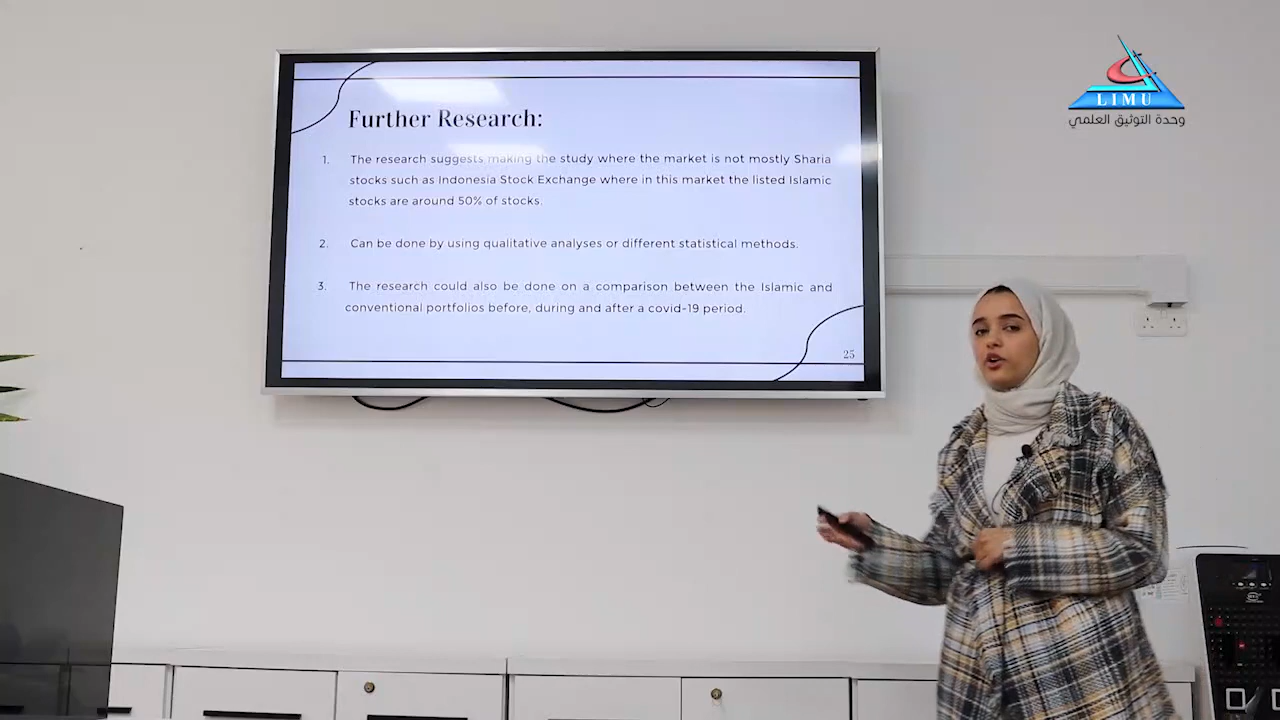 LIMU
وحدة التوثيق العلمي
Further Research:
1. The research suggests making the study where the market is not mostly Sharia
stocks such as Indonesia Stock Exchange where in this market the listed Islamic
stocks are around 50% of stocks.
2. Can be done by using qualitative analyses or different statistical methods.
3. The research could also be done on a comparison between the Islamic and
conventional portfolios before, during and after a covid-19 period.
25